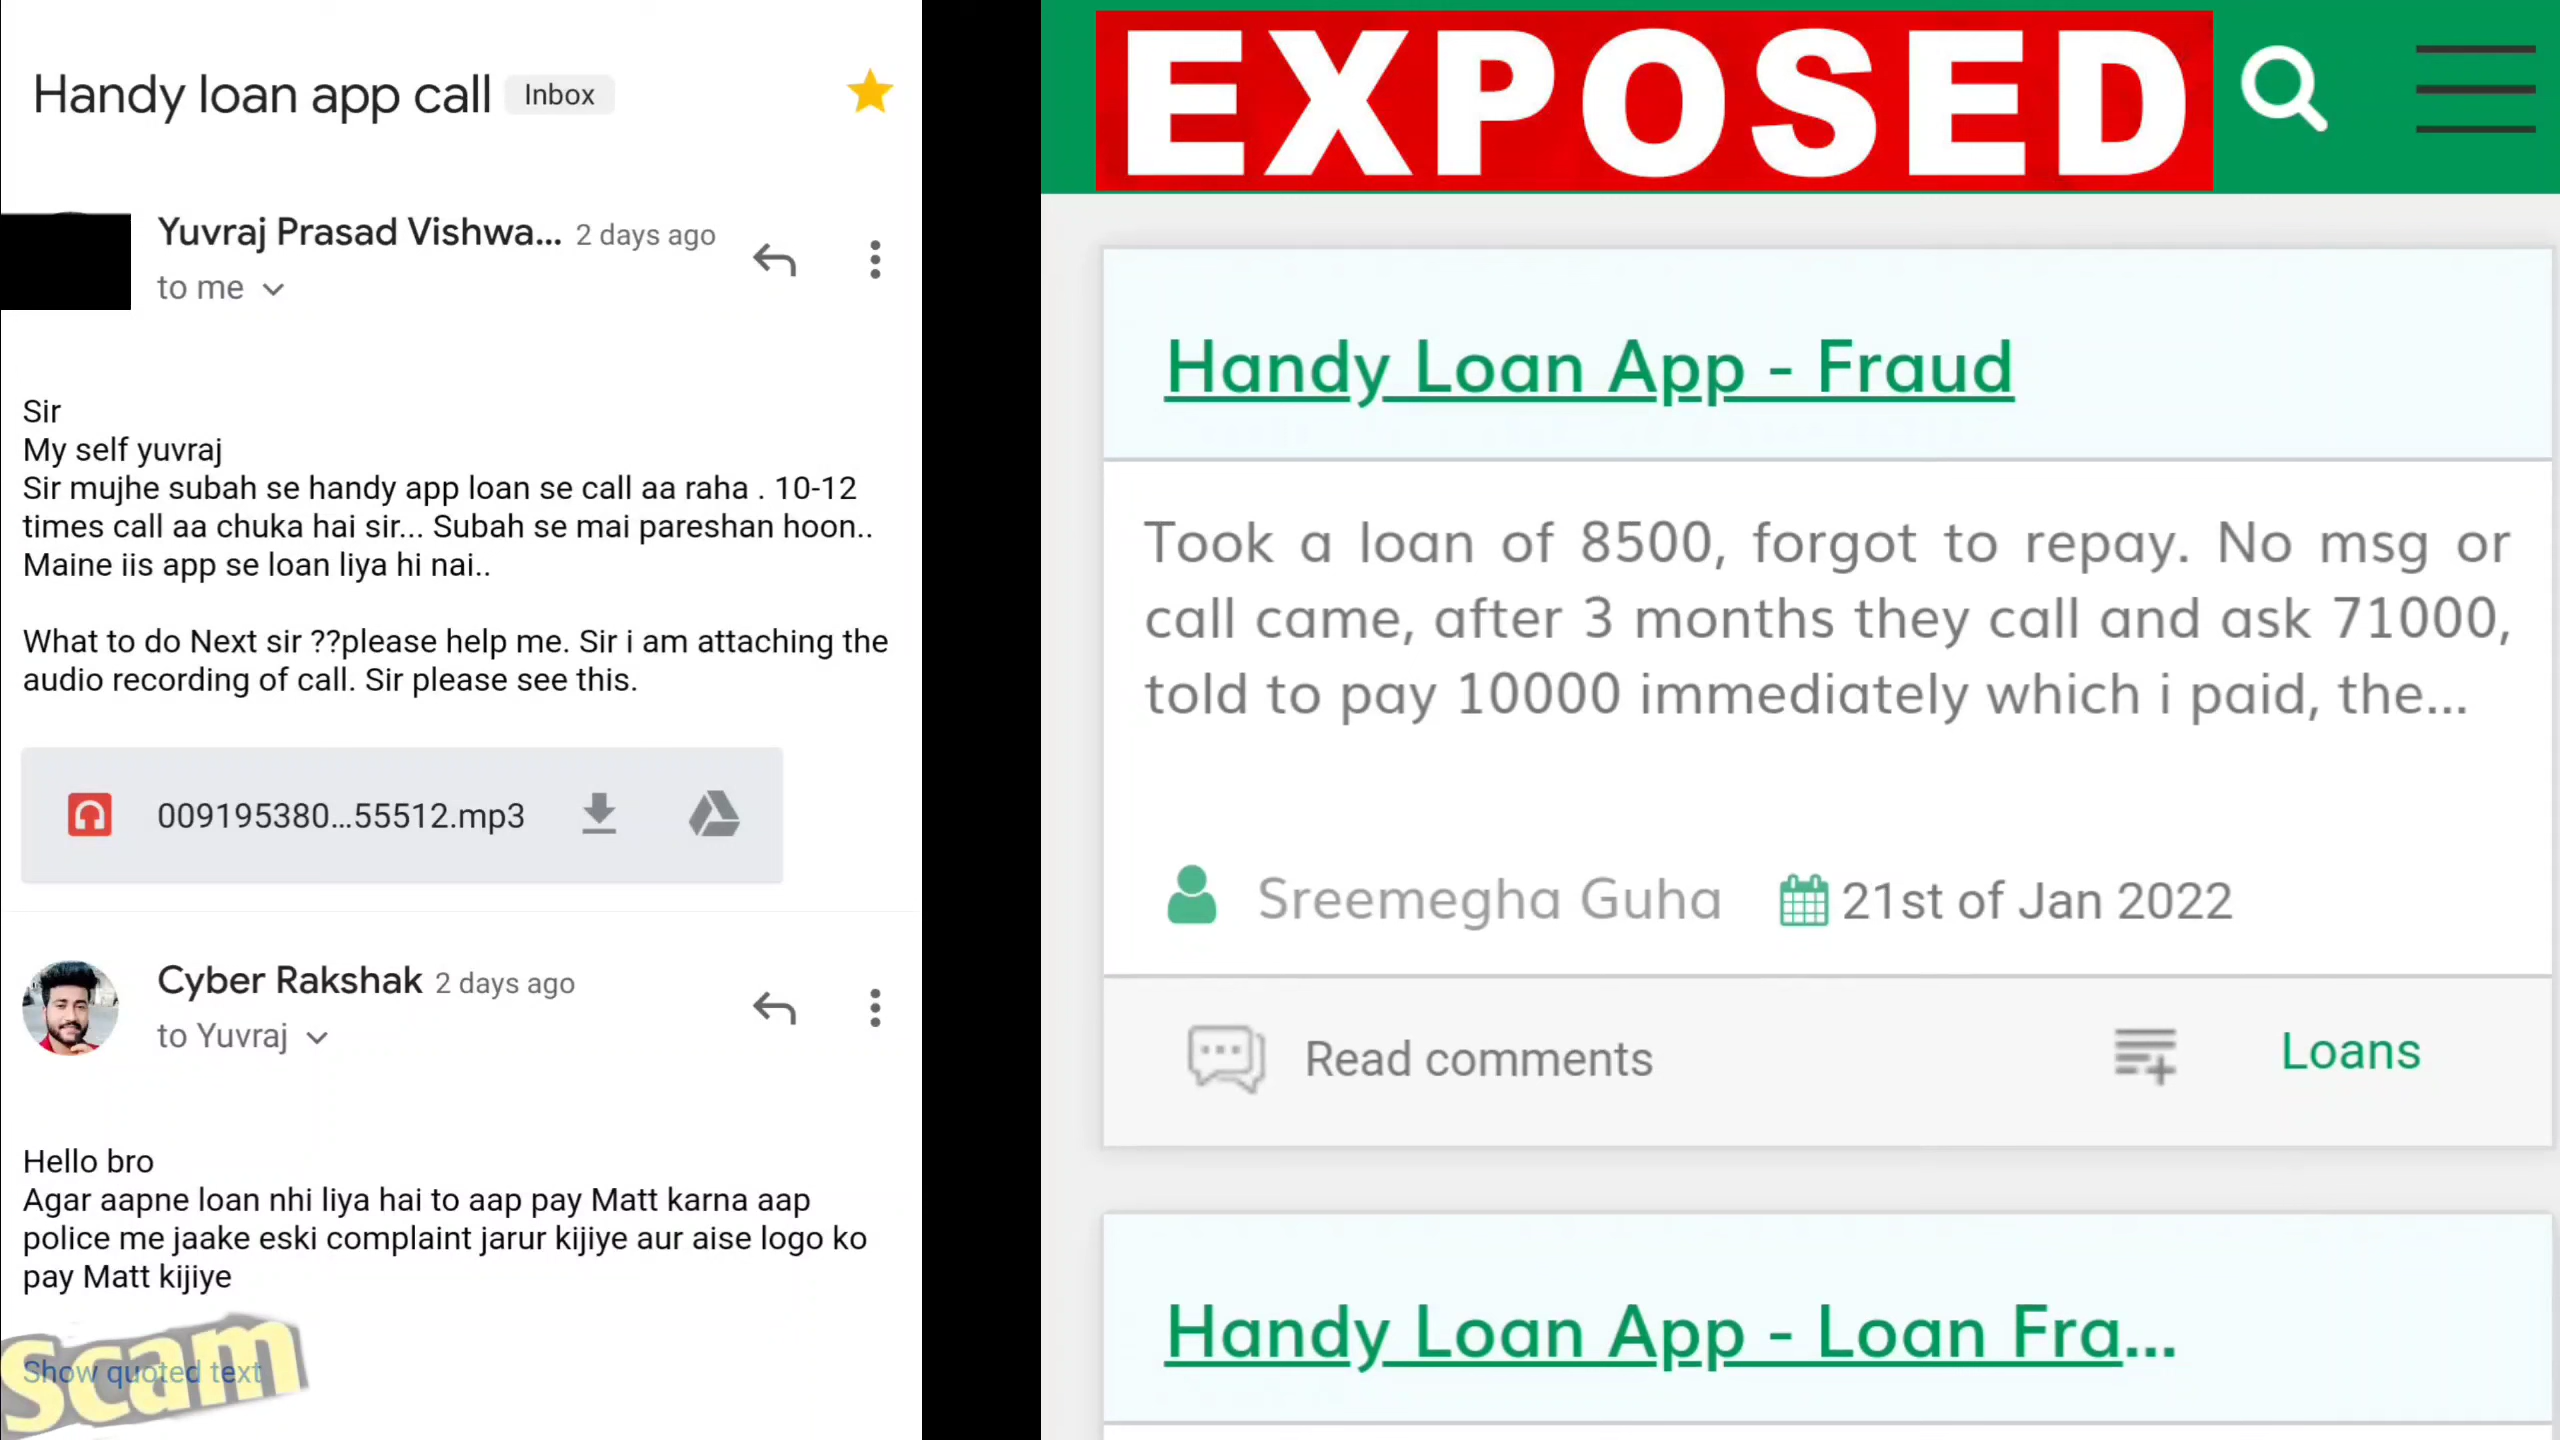 Handy loan app call Inbox
Yuvraj Prasad Vishwa... 2 days ago
to me
Sir
My self yuvraj
Sir mujhe subah se handy app loan se call aa raha . 10-12
times call aa chuka hai sir... Subah se mai pareshan hoon..
Maine iis app se loan liya hi nai..
What to do Next sir ??please help me. Sir i am attaching the
audio recording of call. Sir please see this.
009195380...55512.mp3
Cyber Rakshak 2 days ago
to Yuvraj
Hello bro
Agar aapne loan nhi liya hai to aap pay Matt karna aap
police me jaake eski complaint jarur kijiye aur aise logo ko
pay Matt kijiye
Show quoted text
Scam
EXPOSED
Handy Loan App - Fraud
Took a loan of 8500, forgot to repay. No msg or
call came, after 3 months they call and ask 71000,
told to pay 10000 immediately which i paid, the...
Sreemegha Guha 21st of Jan 2022
Read comments Loans
Handy Loan App - Loan Fra...